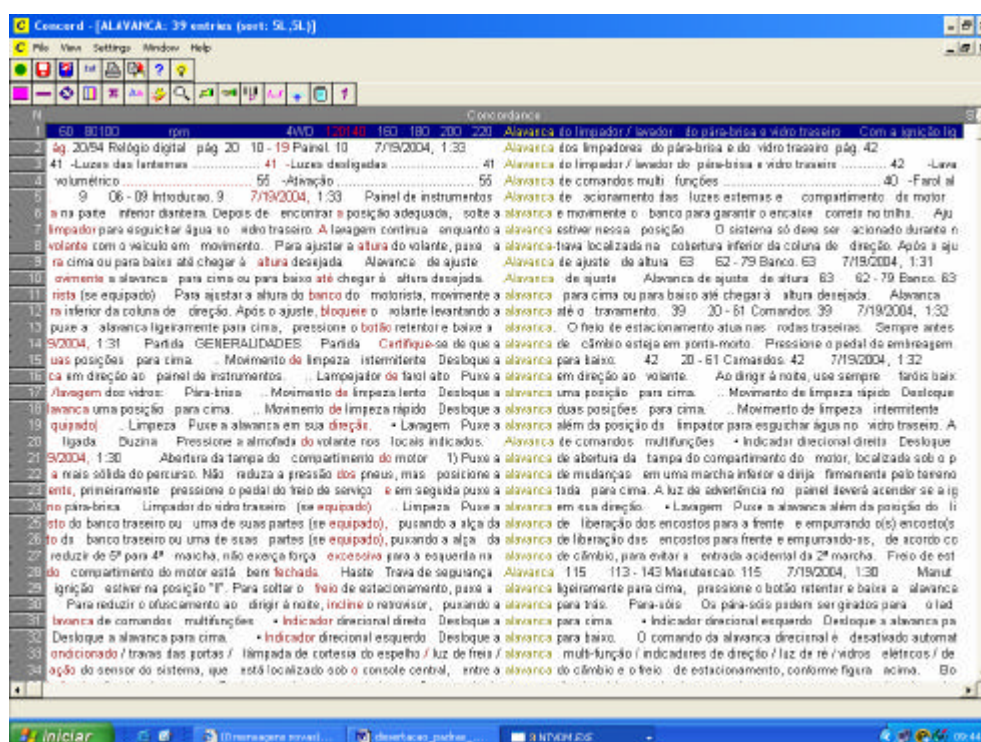 Concord - [ALAVANCA: 39 entries (sort: 5L,5L)]
File View Settings Window Help
N Concordance
1 60 80100 rpm 4WD 120140 160 180 200 220 Alavanca do limpador / lavador do pára-brisa e vidro traseiro Com a ignição lig
2 ág. 20/94 Relógio digital pág. 20 10 - 19 Painel. 10 7/19/2004, 1:33 Alavanca dos limpadores do pára-brisa e do vidro traseiro pág. 42
3 41 -Luzes das lanternas 41 -Luzes desligadas 41 Alavanca do limpador / lavador do pára-brisa e vidro traseiro 42 -Lava
4 volumétrico 55 -Ativação 55 Alavanca de comandos multi funções 40 -Farol al
5 9 06 - 09 Introducao. 9 7/19/2004, 1:33 Painel de instrumentos Alavanca de acionamento das luzes externas e compartimento do motor
6 a na parte inferior dianteira. Depois de encontrar a posição adequada, solte a alavanca e movimente o banco para garantir o encaixe correto no trilho. Aju
7 limpador para esguichar água no vidro traseiro. A lavagem continua enquanto a alavanca estiver nessa posição. O sistema só deve ser acionado durante n
8 volante com o veículo em movimento. Para ajustar a altura do volante, puxe a alavanca-trava localizada na cobertura inferior da coluna de direção. Após o aju
9 ra cima ou para baixo até chegar à altura desejada. Alavanca de ajuste Alavanca de ajuste de altura 63 62 - 79 Banco. 63 7/19/2004, 1:31
10 ovimente a alavanca para cima ou para baixo até chegar à altura desejada. Alavanca de ajuste Alavanca de ajuste de altura 63 62 - 79 Banco. 63
11 rista (se equipado) Para ajustar a altura do banco do motorista, movimente a alavanca para cima ou para baixo até chegar à altura desejada. Alavanca
12 ra inferior da coluna de direção. Após o ajuste, bloqueie o volante levantando a alavanca até o travamento. 39 20 - 61 Comandos. 39 7/19/2004, 1:32
13 puxe a alavanca ligeiramente para cima, pressione o botão retentor e baixe a alavanca. O freio de estacionamento atua nas rodas traseiras. Sempre antes
14 9/2004, 1:31 Partida GENERALIDADES Partida Certifique-se de que a alavanca de câmbio esteja em ponto-morto. Pressione o pedal de embreagem.
15 uas posições para cima. .. Movimento de limpeza intermitente Desloque a alavanca para baixo. 42 20 - 61 Comandos. 42 7/19/2004, 1:32
16 ca em direção ao painel de instrumentos. .. Lampejador de farol alto Puxe a alavanca em direção ao volante. Ao dirigir à noite, use sempre faróis baix
17 /lavagem dos vidros: Pára-brisa .. Movimento de limpeza lento Desloque a alavanca uma posição para cima. .. Movimento de limpeza rápido Desloque
18 lavanca uma posição para cima. .. Movimento de limpeza rápido Desloque a alavanca duas posições para cima. .. Movimento de limpeza intermitente
19 quipado) .. Limpeza Puxe a alavanca em sua direção. • Lavagem Puxe a alavanca além da posição do limpador para esguichar água no vidro traseiro. A
20 ligada. Buzina Pressione a almofada do volante nos locais indicados. Alavanca de comandos multifunções • Indicador direcional direito Desloque
21 9/2004, 1:30 Abertura da tampa do compartimento do motor 1) Puxe a alavanca de abertura da tampa do compartimento do motor, localizada sob o p
22 a mais sólida do percurso. Não reduza a pressão dos pneus, mas posicione a alavanca de mudanças em uma marcha inferior e dirija firmemente pelo terreno
23 ento, primeiramente pressione o pedal do freio de serviço e em seguida puxe a alavanca toda para cima. A luz de advertência no painel deverá acender se a ig
24 no pára-brisa. Limpador do vidro traseiro (se equipado) .. Limpeza Puxe a alavanca em sua direção. • Lavagem Puxe a alavanca além da posição do li
25 sto do banco traseiro ou uma de suas partes (se equipado), puxando a alça da alavanca de liberação dos encostos para a frente e empurrando o(s) encosto(s
26 to do banco traseiro ou uma de suas partes (se equipado), puxando a alça da alavanca de liberação dos encostos para frente e empurrando-os, de acordo co
27 reduzir de 5ª para 4ª marcha, não exerça força excessiva para a esquerda na alavanca de câmbio, para evitar a entrada acidental da 2ª marcha. Freio de est
28 do compartimento do motor está bem fechada. Haste Trava de segurança Alavanca 115 113 - 143 Manutencao. 115 7/19/2004, 1:30 Manut
29 ignição estiver na posição "II". Para soltar o freio de estacionamento, puxe a alavanca ligeiramente para cima, pressione o botão retentor e baixe a alavanca
30 Para reduzir o ofuscamento ao dirigir à noite, incline o retrovisor, puxando a alavanca para trás. Pára-sóis Os pára-sóis podem ser girados para o lad
31 lavanca de comandos multifunções • Indicador direcional direito Desloque a alavanca para cima. • Indicador direcional esquerdo Desloque a alavanca pa
32 Desloque a alavanca para cima. • Indicador direcional esquerdo Desloque a alavanca para baixo. O comando da alavanca direcional é desativado automat
33 ondicionado / travas das portas / lâmpada de cortesia do espelho / luz de freio / alavanca multi-função / indicadores de direção / luz de ré / vidros elétricos / de
34 ação do sensor do sistema, que está localizado sob o console central, entre a alavanca do câmbio e o freio de estacionamento, conforme figura acima. Bo
Iniciar
09:44